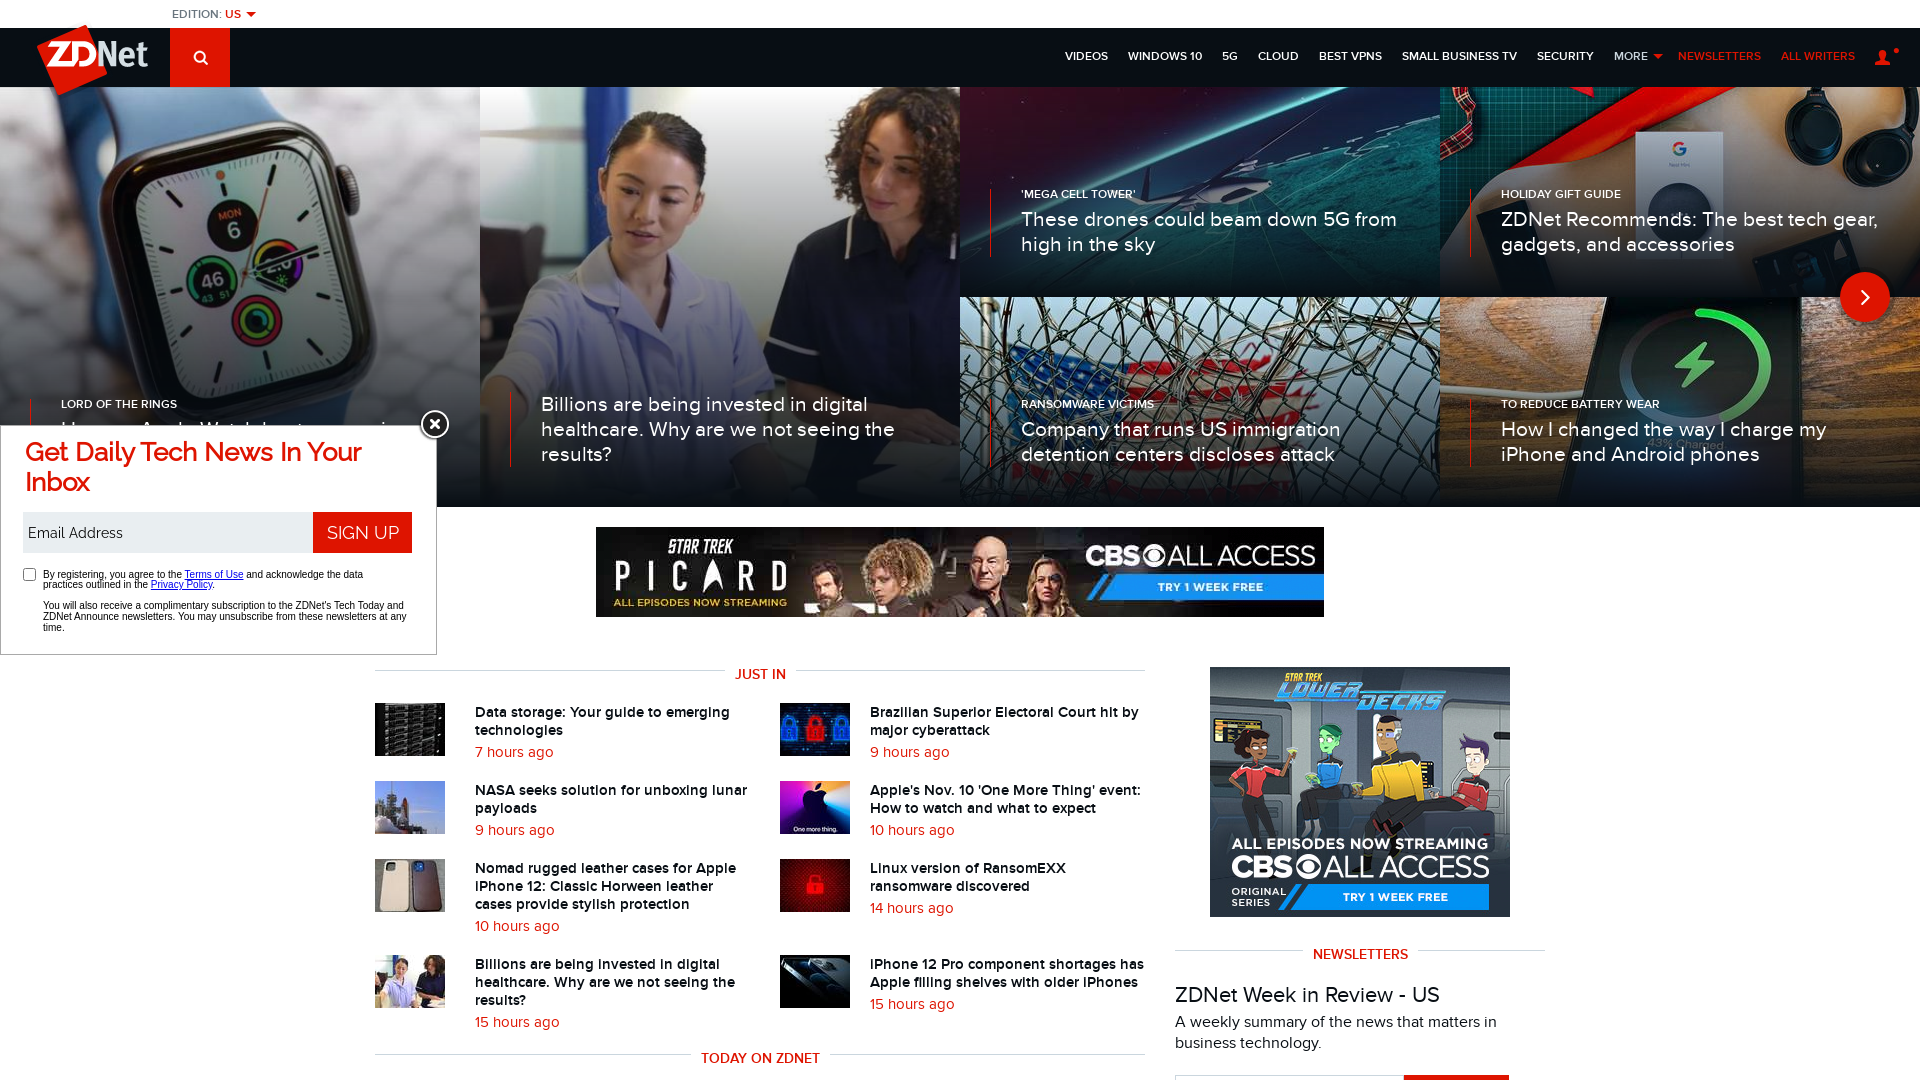 EDITION: US
ZDNet
VIDEOS
WINDOWS 10
5G
CLOUD
BEST VPNS
SMALL BUSINESS TV
SECURITY
MORE
NEWSLETTERS
ALL WRITERS
MON
6
46
43 51
LORD OF THE RINGS
Billions are being invested in digital
healthcare. Why are we not seeing the
results?
'MEGA CELL TOWER'
These drones could beam down 5G from
high in the sky
HOLIDAY GIFT GUIDE
ZDNet Recommends: The best tech gear,
gadgets, and accessories
RANSOMWARE VICTIMS
Company that runs US immigration
detention centers discloses attack
TO REDUCE BATTERY WEAR
How I changed the way I charge my
iPhone and Android phones
43% Charged
Get Daily Tech News In Your
Inbox
Email Address
SIGN UP
By registering, you agree to the Terms of Use and acknowledge the data
practices outlined in the Privacy Policy.
You will also receive a complimentary subscription to the ZDNet's Tech Today and
ZDNet Announce newsletters. You may unsubscribe from these newsletters at any
time.
STAR TREK
PICARD
ALL EPISODES NOW STREAMING
CBS ALL ACCESS
TRY 1 WEEK FREE
JUST IN
Data storage: Your guide to emerging
technologies
7 hours ago
Brazilian Superior Electoral Court hit by
major cyberattack
9 hours ago
NASA seeks solution for unboxing lunar
payloads
9 hours ago
One more thing.
Apple's Nov. 10 'One More Thing' event:
How to watch and what to expect
10 hours ago
Nomad rugged leather cases for Apple
iPhone 12: Classic Horween leather
cases provide stylish protection
10 hours ago
Linux version of RansomEXX
ransomware discovered
14 hours ago
Billions are being invested in digital
healthcare. Why are we not seeing the
results?
15 hours ago
iPhone 12 Pro component shortages has
Apple filling shelves with older iPhones
15 hours ago
TODAY ON ZDNET
STAR TREK
LOWER DECKS
ALL EPISODES NOW STREAMING
CBS ALL ACCESS
ORIGINAL
SERIES
TRY 1 WEEK FREE
NEWSLETTERS
ZDNet Week in Review - US
A weekly summary of the news that matters in
business technology.